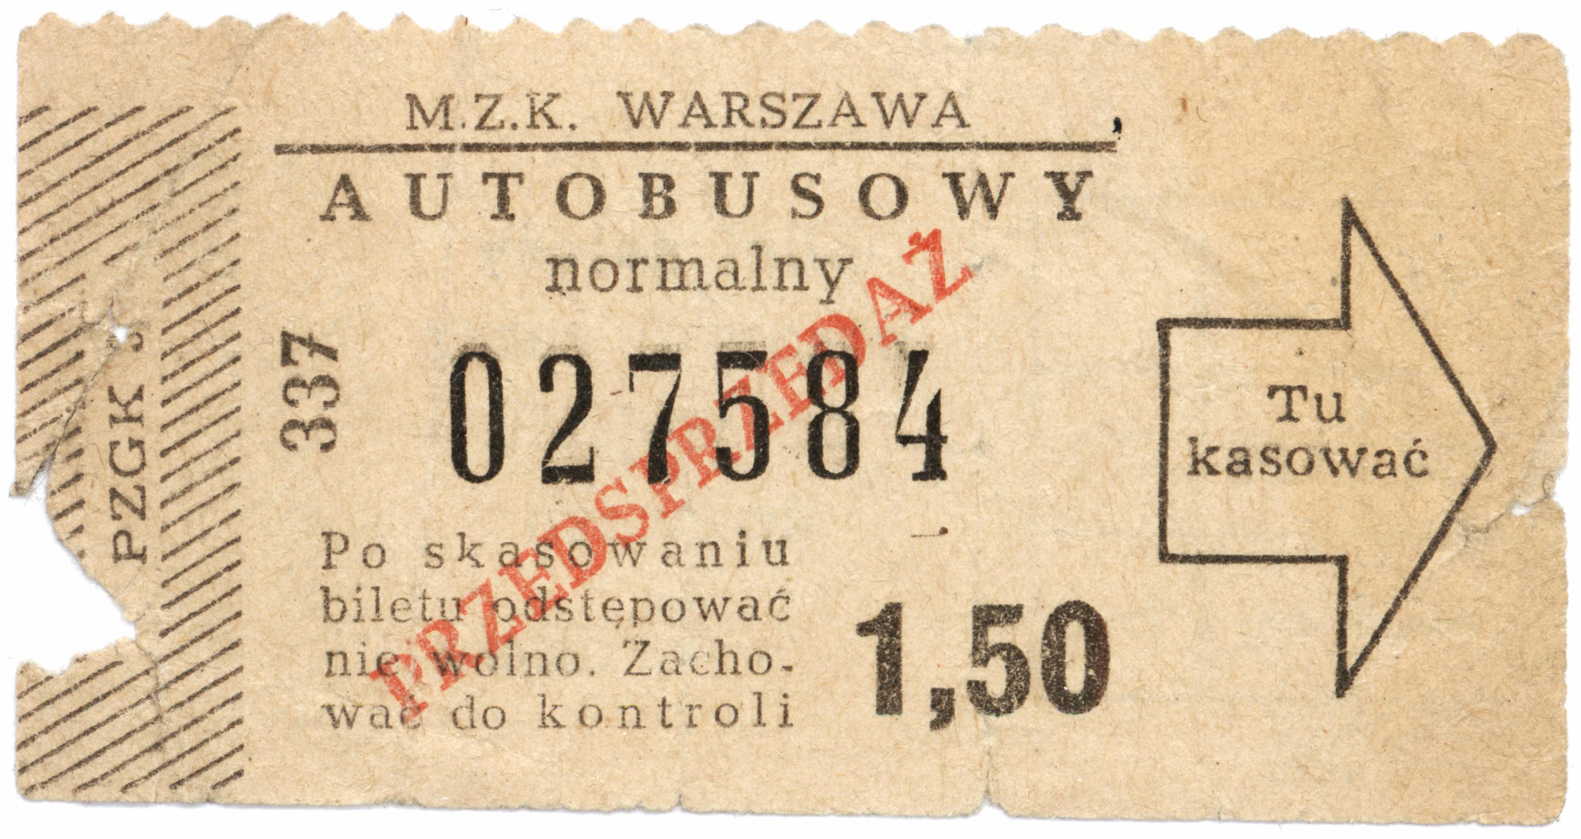 M.Z.K. WARSZAWA
AUTOBUSOWY
normalny
337
027584
PRZEDSPRZEDAŻ
Po skasowaniu
biletu odstępować
nie wolno. Zacho-
wać do kontroli
1,50
Tu
kasować
PZGK